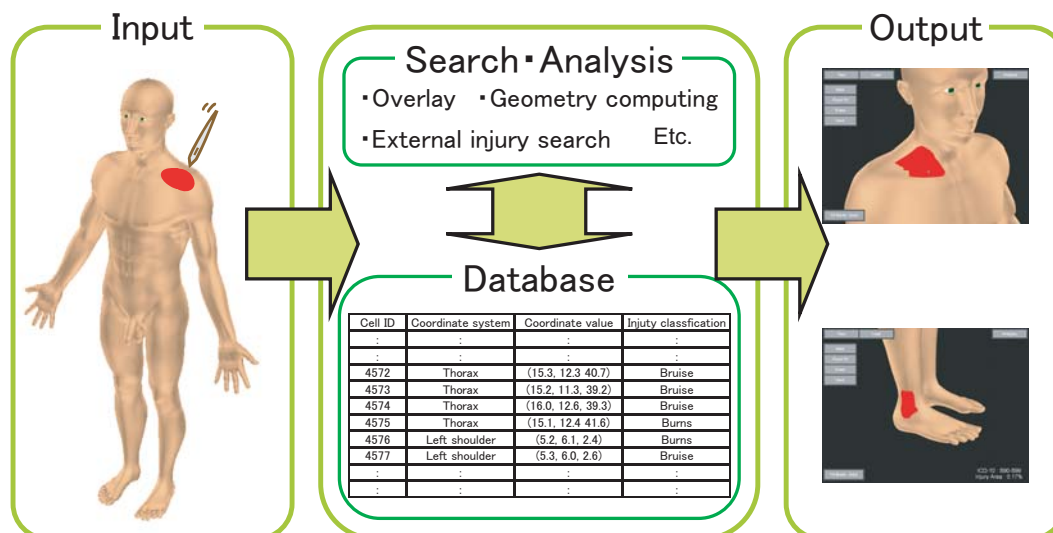 Input
Search・Analysis
・Overlay ・Geometry computing
・External injury search Etc.
Database
Cell ID Coordinate system Coordinate value Injuty classfication
: : : :
: : : :
4572 Thorax (15.3, 12.3 40.7) Bruise
4573 Thorax (15.2, 11.3, 39.2) Bruise
4574 Thorax (16.0, 12.6, 39.3) Bruise
4575 Thorax (15.1, 12.4 41.6) Burns
4576 Left shoulder (5.2, 6.1, 2.4) Burns
4577 Left shoulder (5.3, 6.0, 2.6) Bruise
: : : :
: : : :
Output
Injury Area : 0.17%